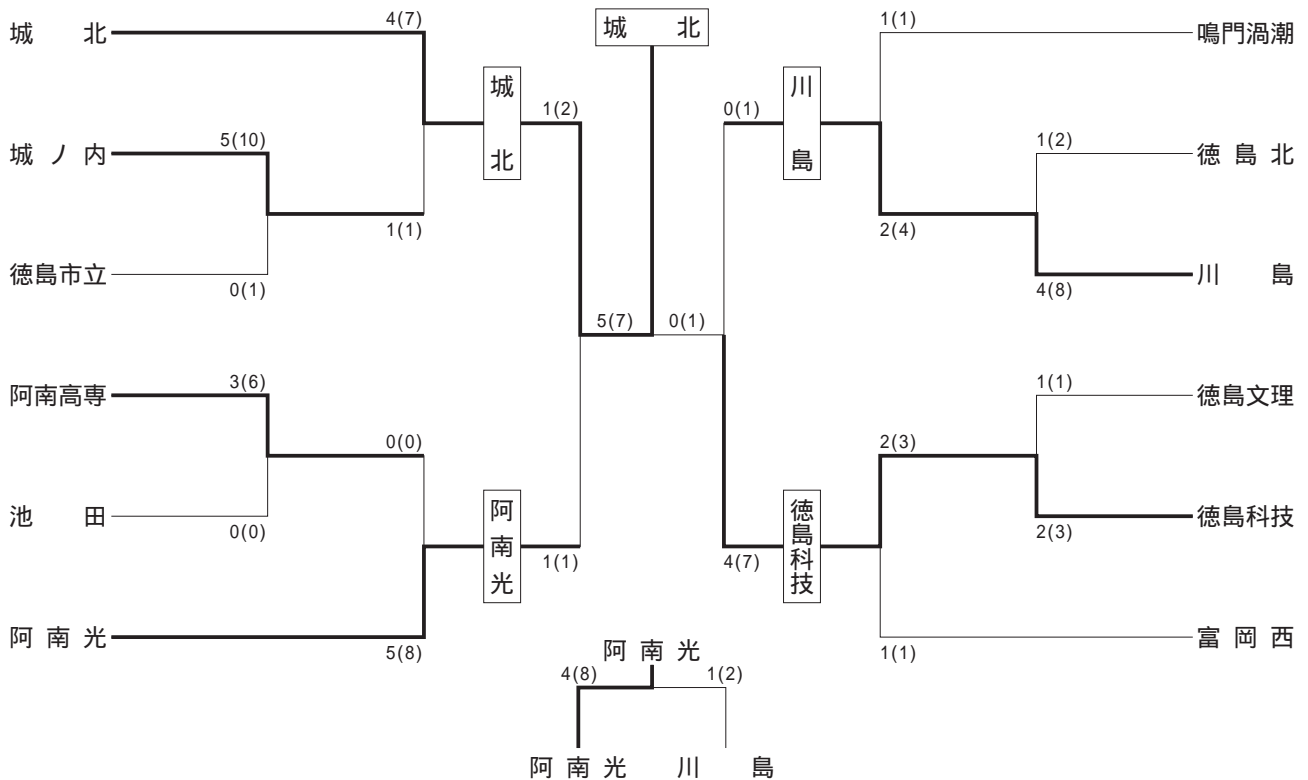 城北
4(7)
城北
1(1)
鳴門渦潮
城北
1(2)
0(1)
川島
城ノ内
5(10)
1(2)
徳島北
1(1)
2(4)
徳島市立
0(1)
4(8)
川島
5(7)
0(1)
阿南高専
3(6)
1(1)
徳島文理
0(0)
2(3)
池田
0(0)
阿南光
1(1)
4(7)
徳島科技
2(3)
徳島科技
阿南光
5(8)
1(1)
富岡西
阿南光
4(8)
1(2)
阿南光
川島